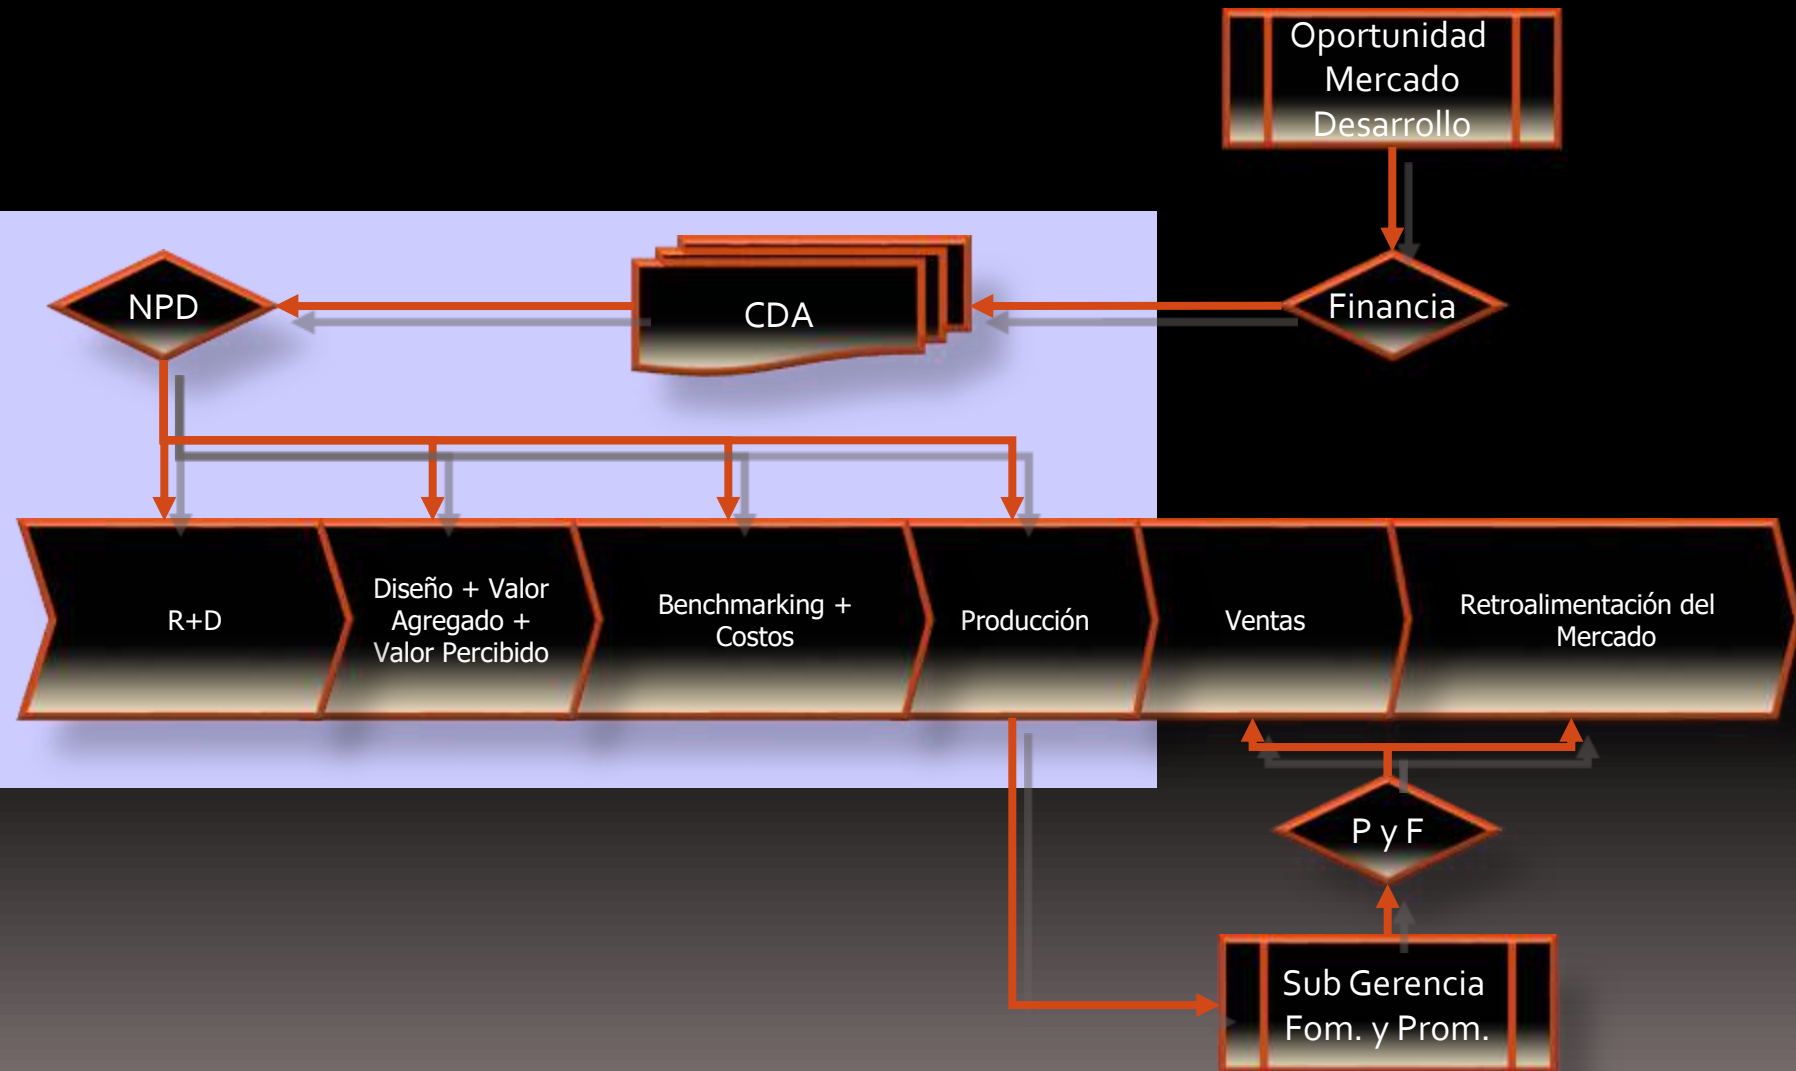 Oportunidad
Mercado
Desarrollo
NPD
CDA
Financia
R+D
Diseño + Valor
Agregado +
Valor Percibido
Benchmarking +
Costos
Producción
Ventas
Retroalimentación del
Mercado
P y F
Sub Gerencia
Fom. y Prom.